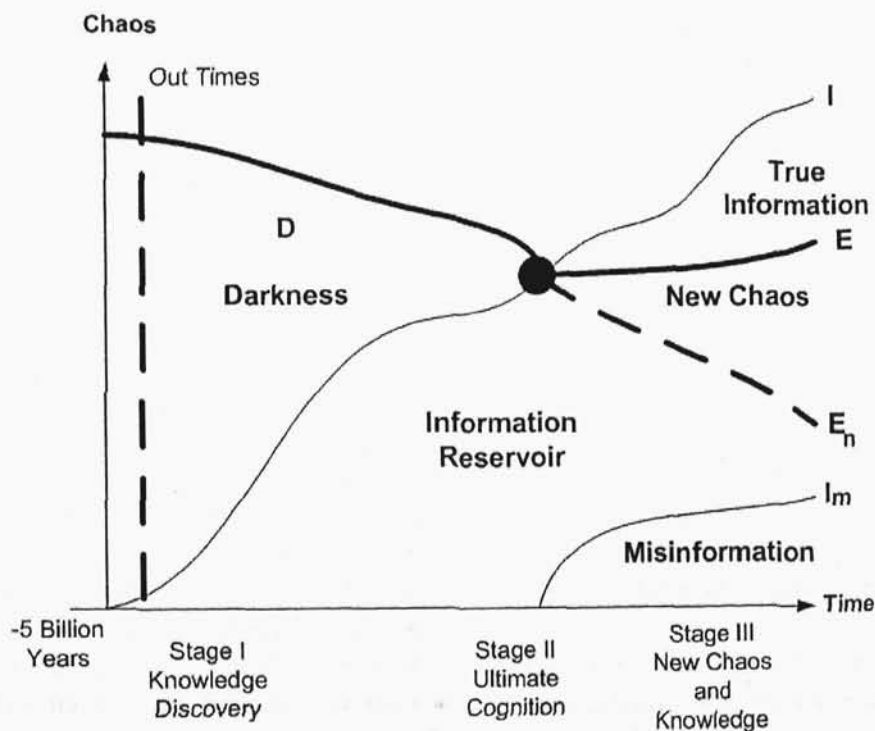 Chaos
Out Times
I
True
Information
D
E
Darkness
New Chaos
Information
Reservoir
En
Im
Misinformation
Time
-5 Billion
Years
Stage I
Knowledge
Discovery
Stage II
Ultimate
Cognition
Stage III
New Chaos
and
Knowledge